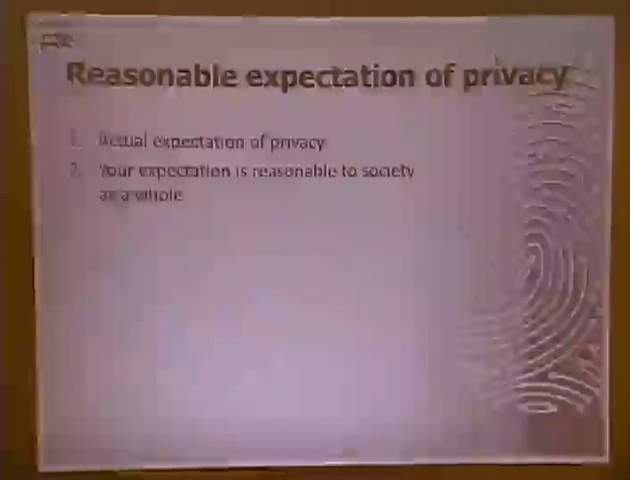 Reasonable expectation of privacy
1. Actual expectation of privacy
2. Your expectation is reasonable to society
as a whole